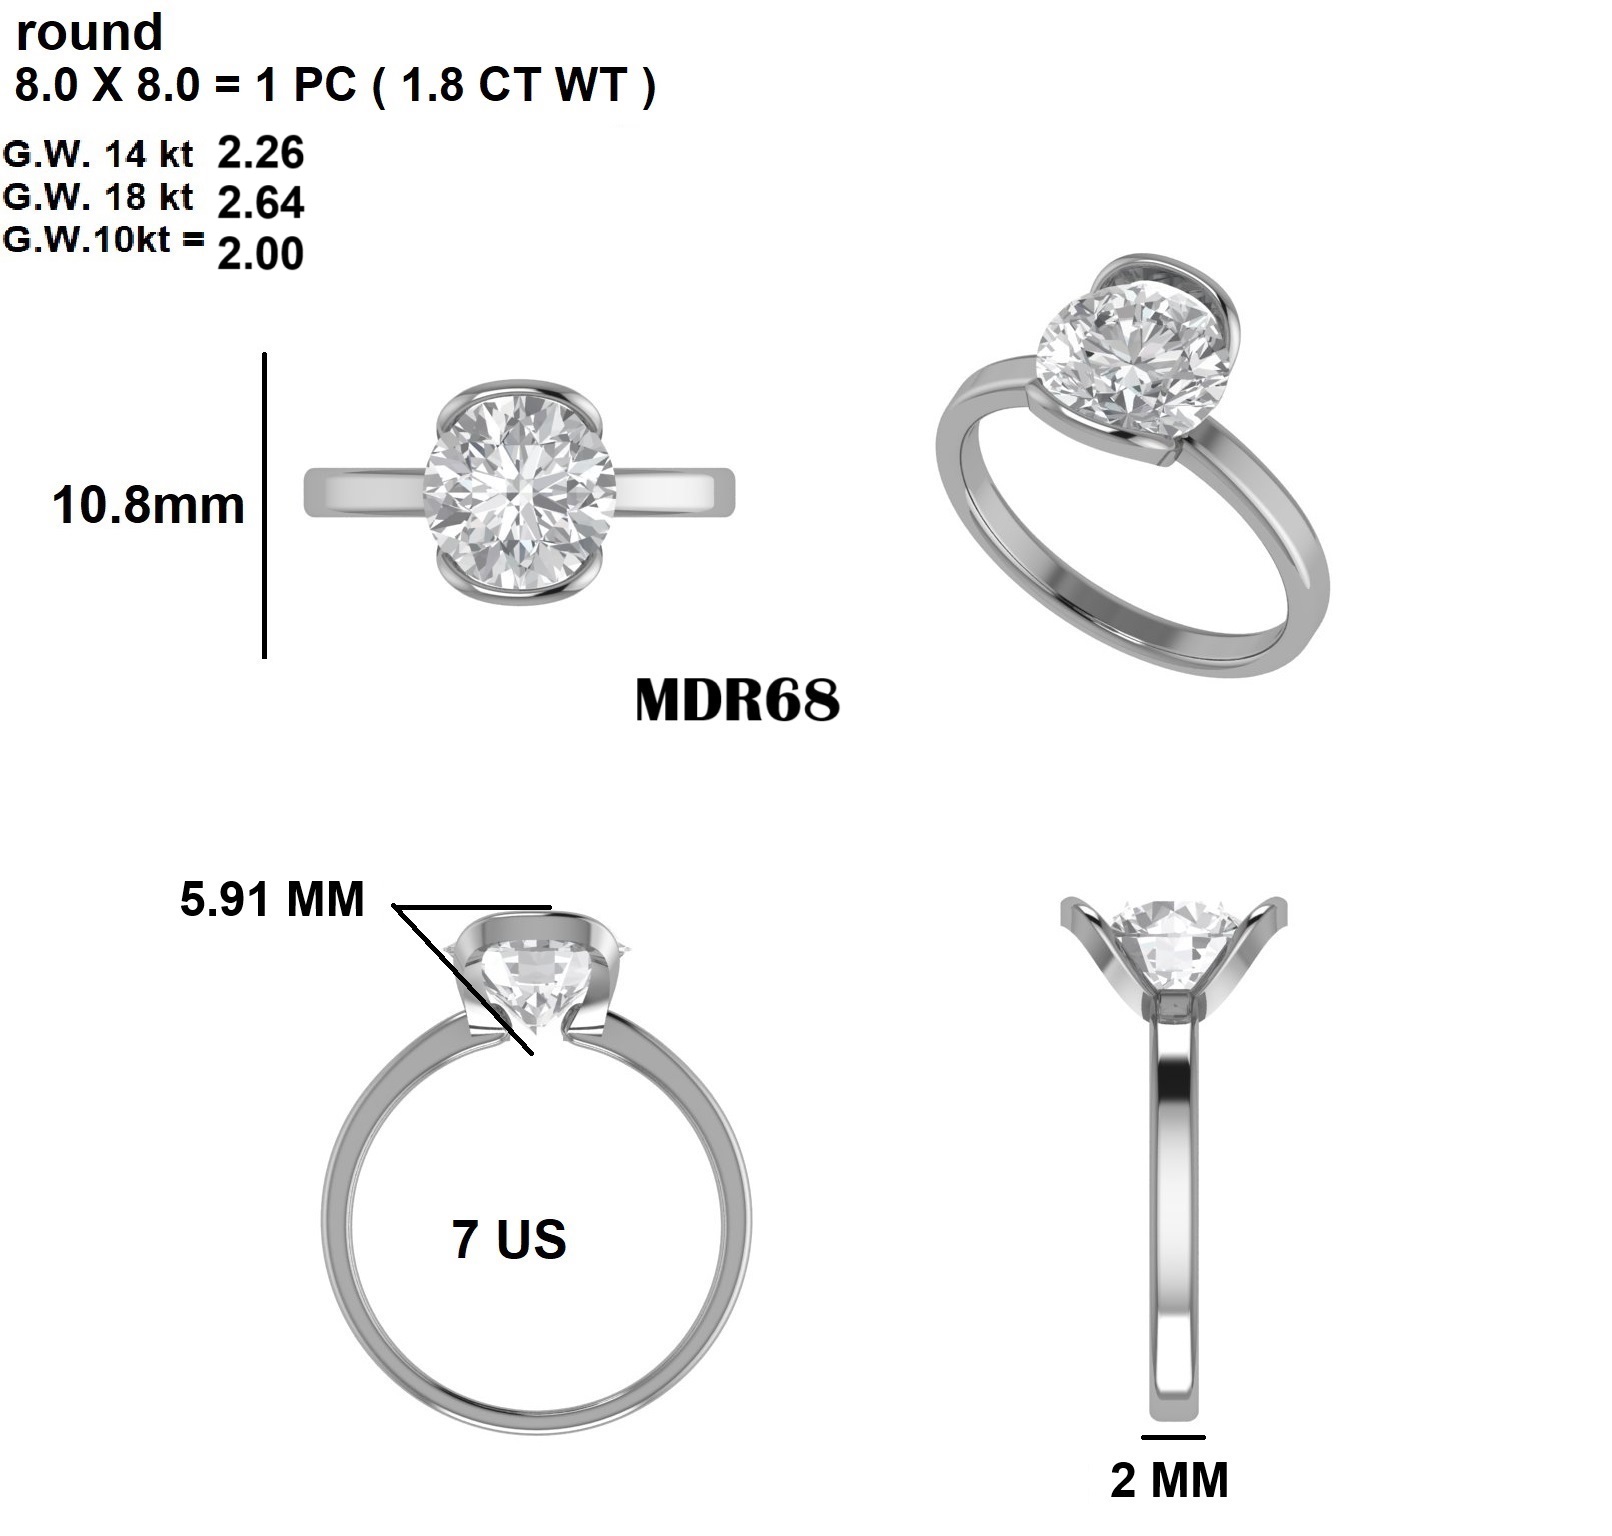 round
8.0 X 8.0 = 1 PC ( 1.8 CT WT )
G.W. 14 kt 2.26
G.W. 18 kt 2.64
G.W.10kt = 2.00
10.8mm
MDR68
5.91 MM
7 US
2 MM